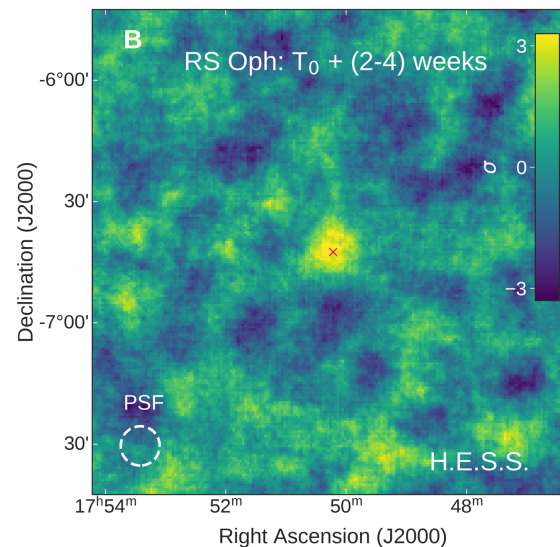 B
RS Oph: T₀ + (2-4) weeks
3
σ 0
−3
-6°00'
30'
-7°00'
30'
Declination (J2000)
PSF
H.E.S.S.
17ʰ54ᵐ 52ᵐ 50ᵐ 48ᵐ
Right Ascension (J2000)